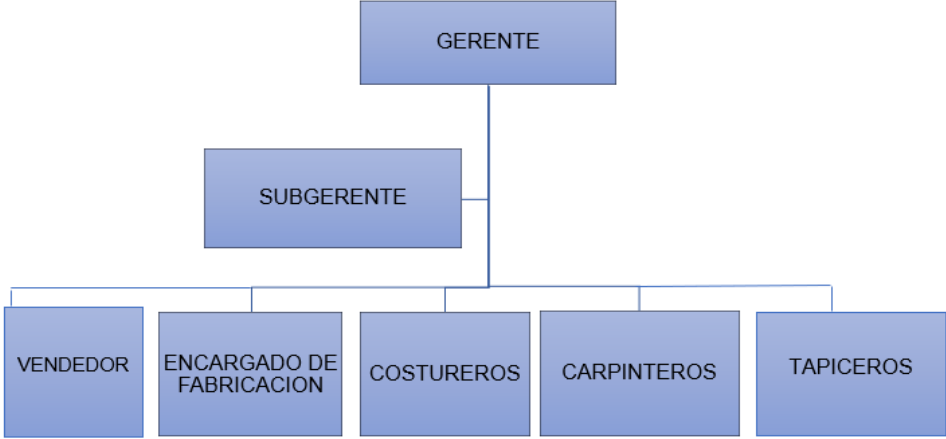 GERENTE
SUBGERENTE
VENDEDOR
ENCARGADO DE
FABRICACION
COSTUREROS
CARPINTEROS
TAPICEROS